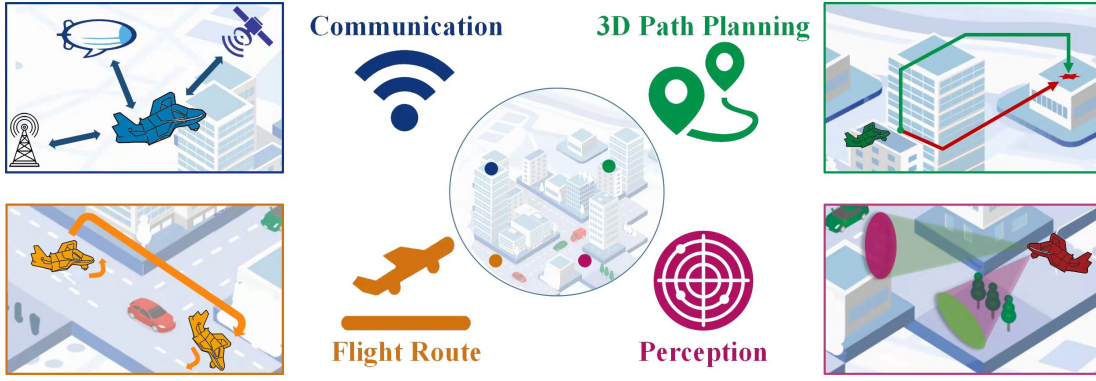 Communication
3D Path Planning
Flight Route
Perception